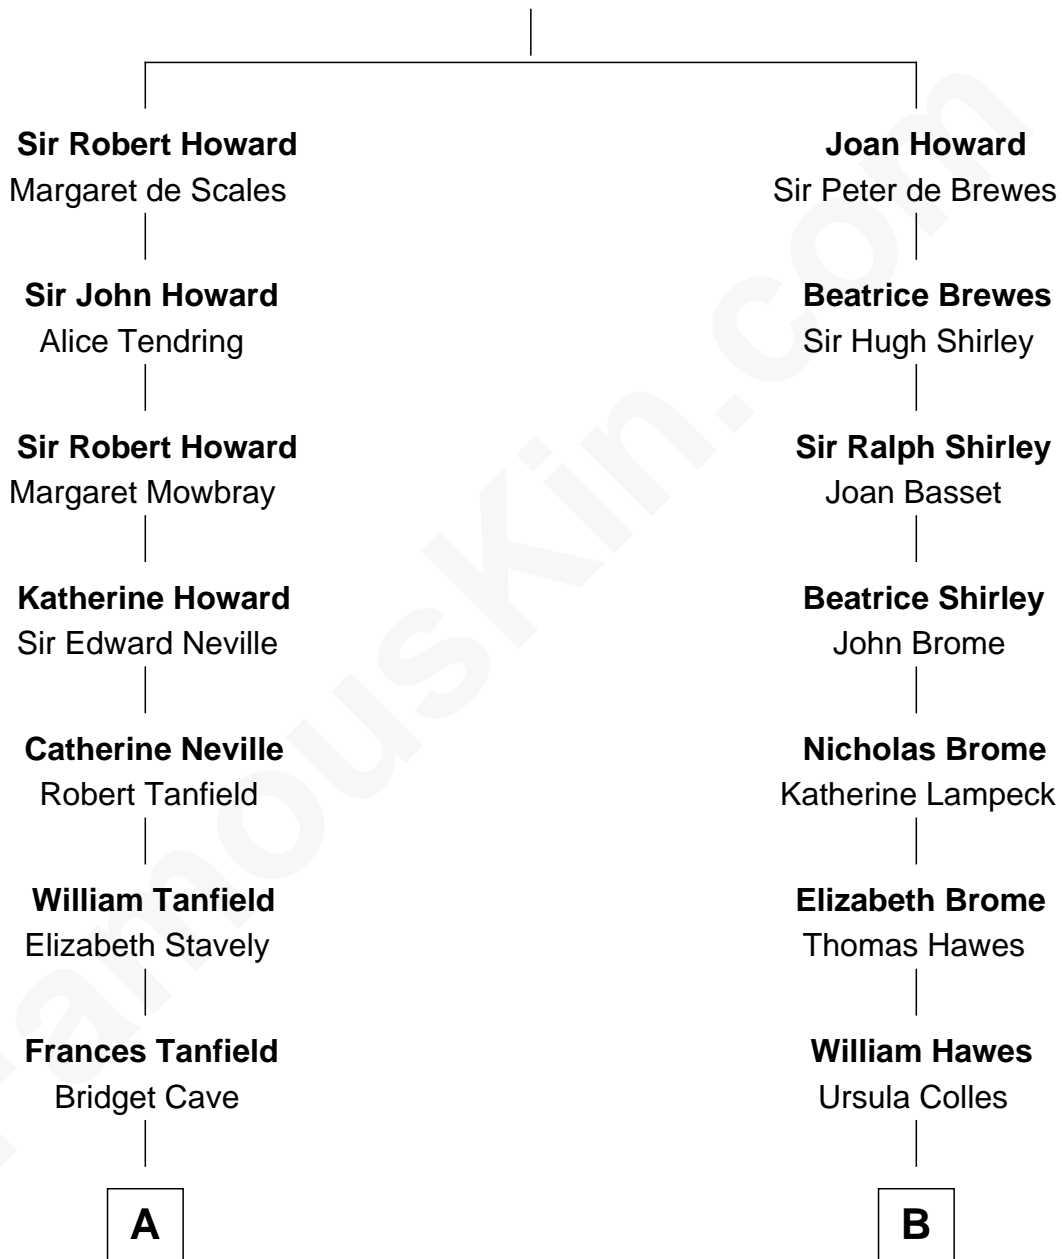 Sir Robert Howard
Margaret de Scales
Sir John Howard
Alice Tendring
Sir Robert Howard
Margaret Mowbray
Katherine Howard
Sir Edward Neville
Catherine Neville
Robert Tanfield
William Tanfield
Elizabeth Stavely
Frances Tanfield
Bridget Cave
A
Joan Howard
Sir Peter de Brewes
Beatrice Brewes
Sir Hugh Shirley
Sir Ralph Shirley
Joan Basset
Beatrice Shirley
John Brome
Nicholas Brome
Katherine Lampeck
Elizabeth Brome
Thomas Hawes
William Hawes
Ursula Colles
B
FamousKin.com